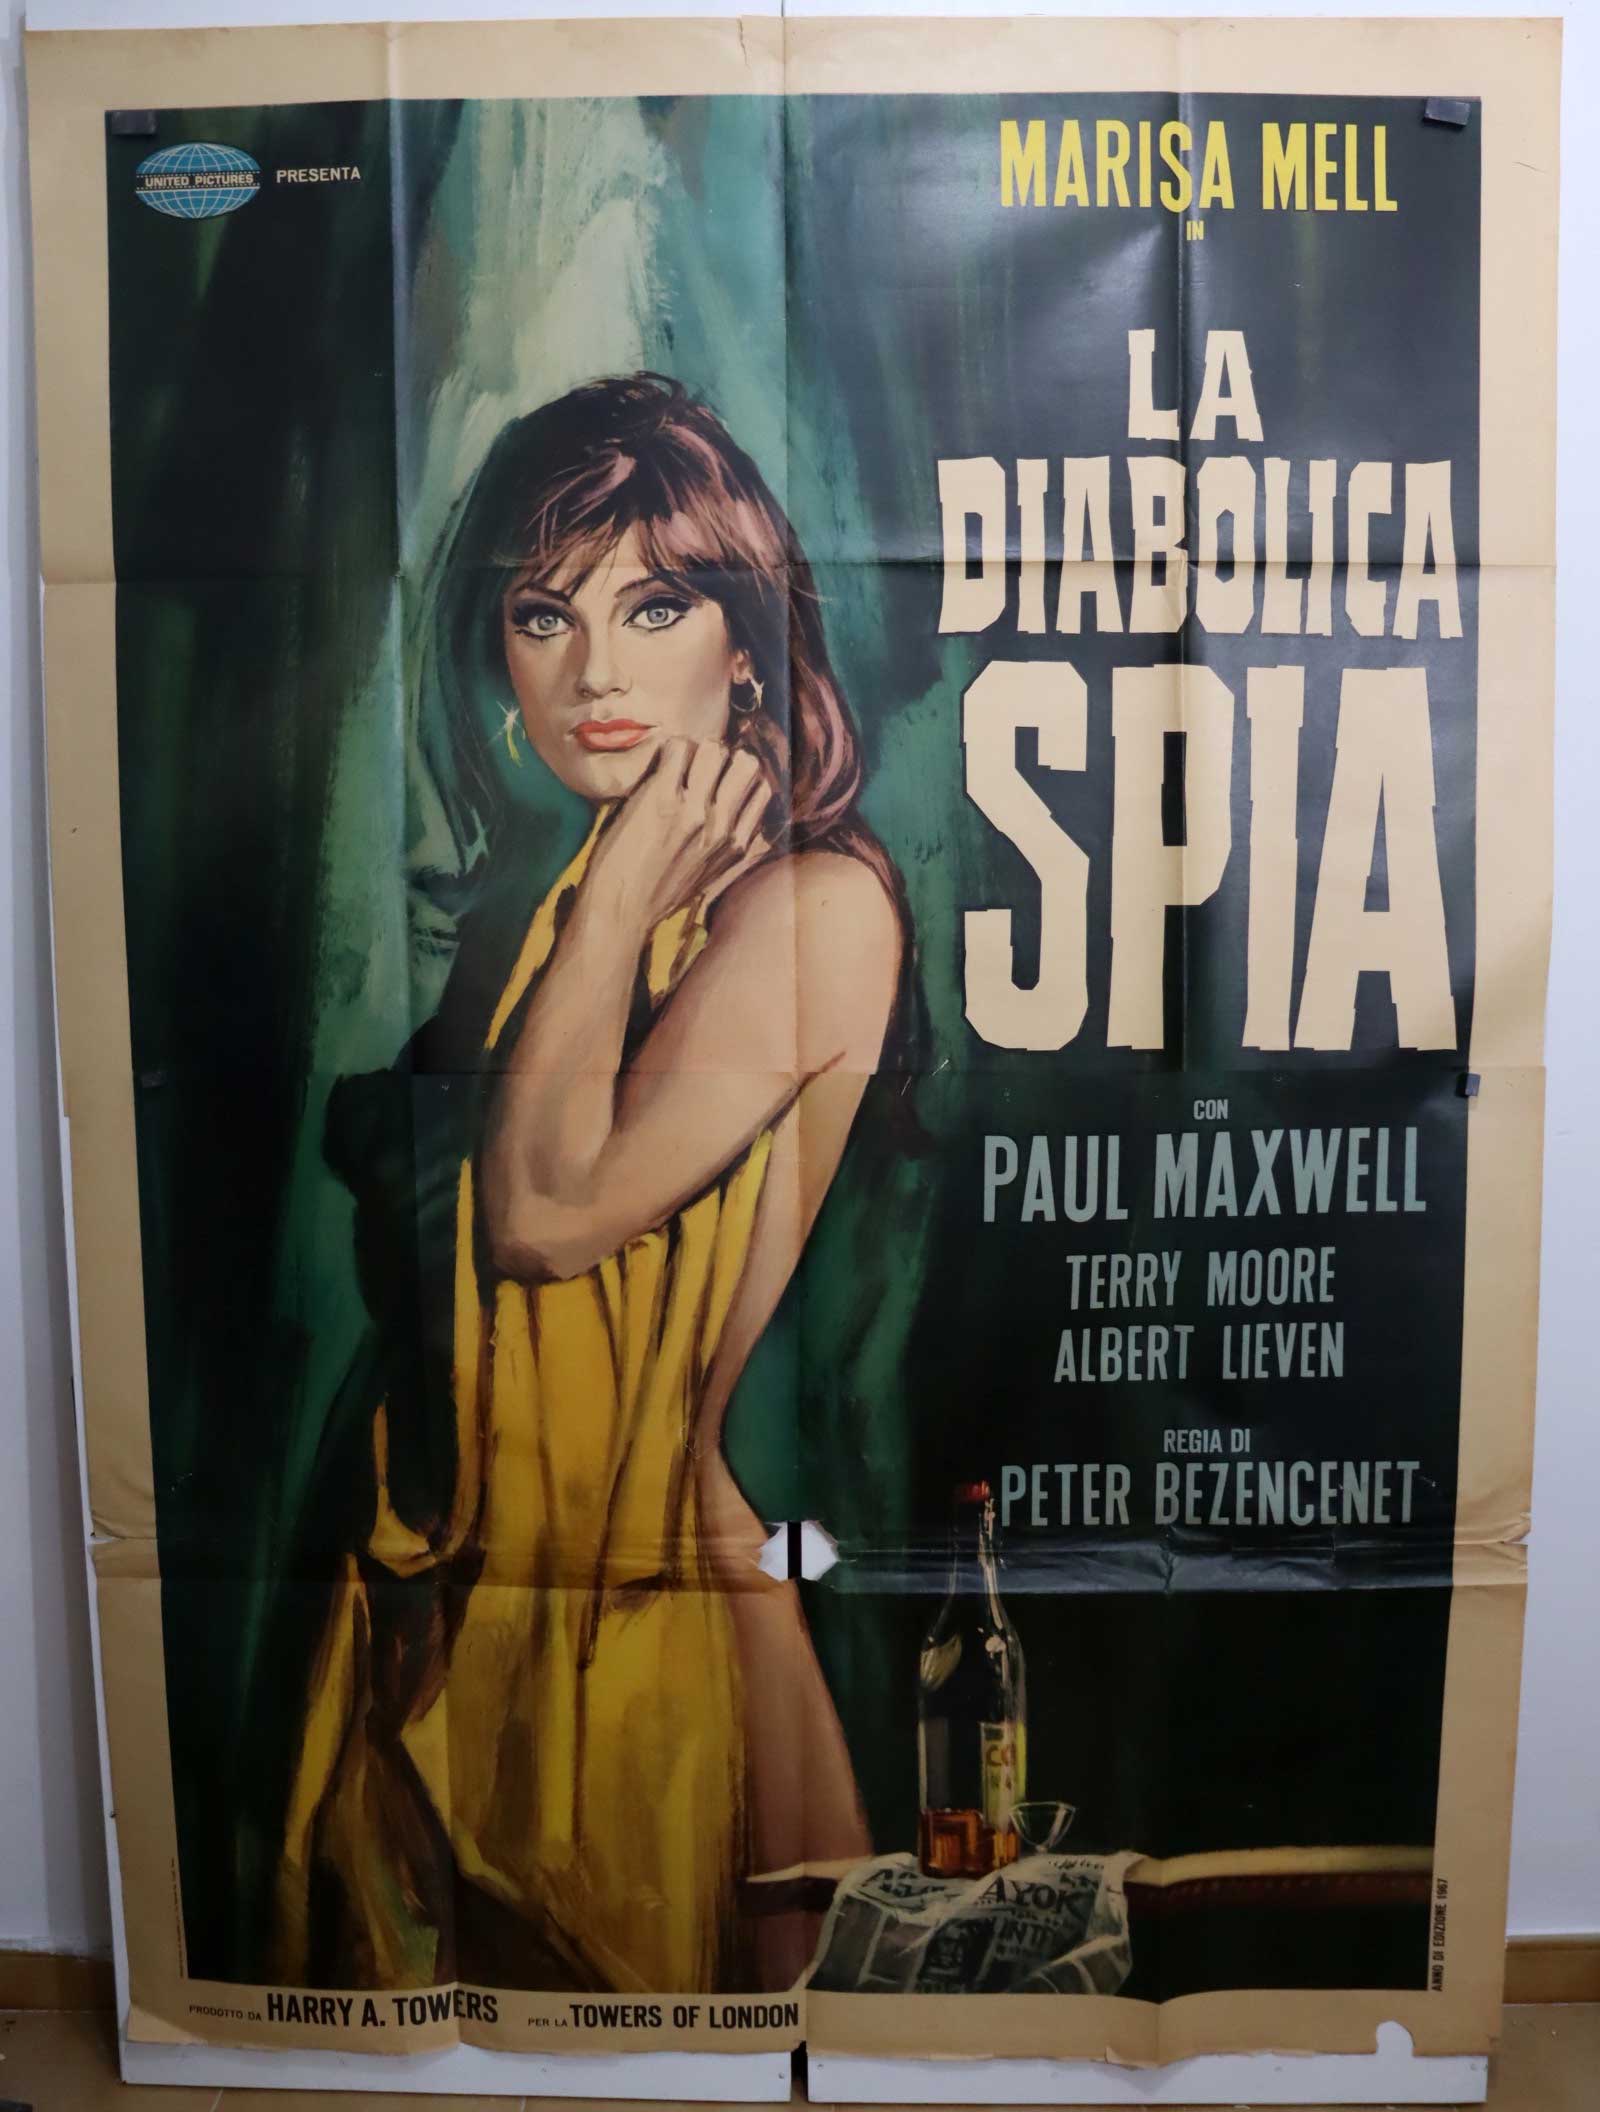 UNITED PICTURES PRESENTA
MARISA MELL
IN
LA
DIABOLICA
SPIA
CON
PAUL MAXWELL
TERRY MOORE
ALBERT LIEVEN
REGIA DI
PETER BEZENCENET
ANNO DI EDIZIONE 1967
PRODOTTO DA HARRY A. TOWERS PER LA TOWERS OF LONDON